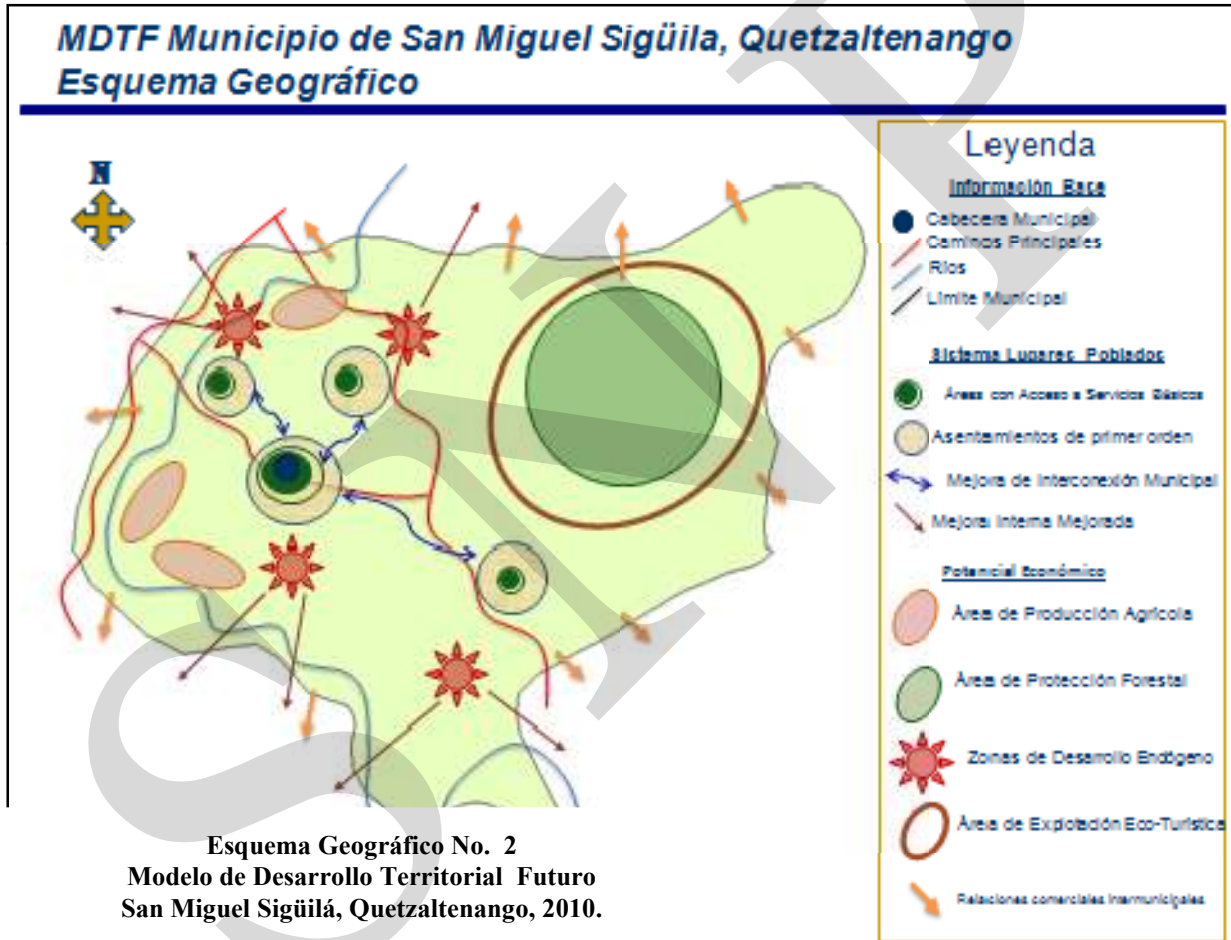 MDTF Municipio de San Miguel Sigüila, Quetzaltenango
Esquema Geográfico
N
Leyenda
Información Base
Cabecera Municipal
Caminos Principales
Ríos
Límite Municipal
Sistema Lugares Poblados
Áreas con Acceso a Servicios Básicos
Asentamientos de primer orden
Mejora de Interconexión Municipal
Mejora Interna Mejorada
Potencial Económico
Área de Producción Agrícola
Área de Protección Forestal
Zonas de Desarrollo Endógeno
Área de Explotación Eco-Turística
Relaciones comerciales intermunicipales
Esquema Geográfico No. 2
Modelo de Desarrollo Territorial Futuro
San Miguel Sigüilá, Quetzaltenango, 2010.